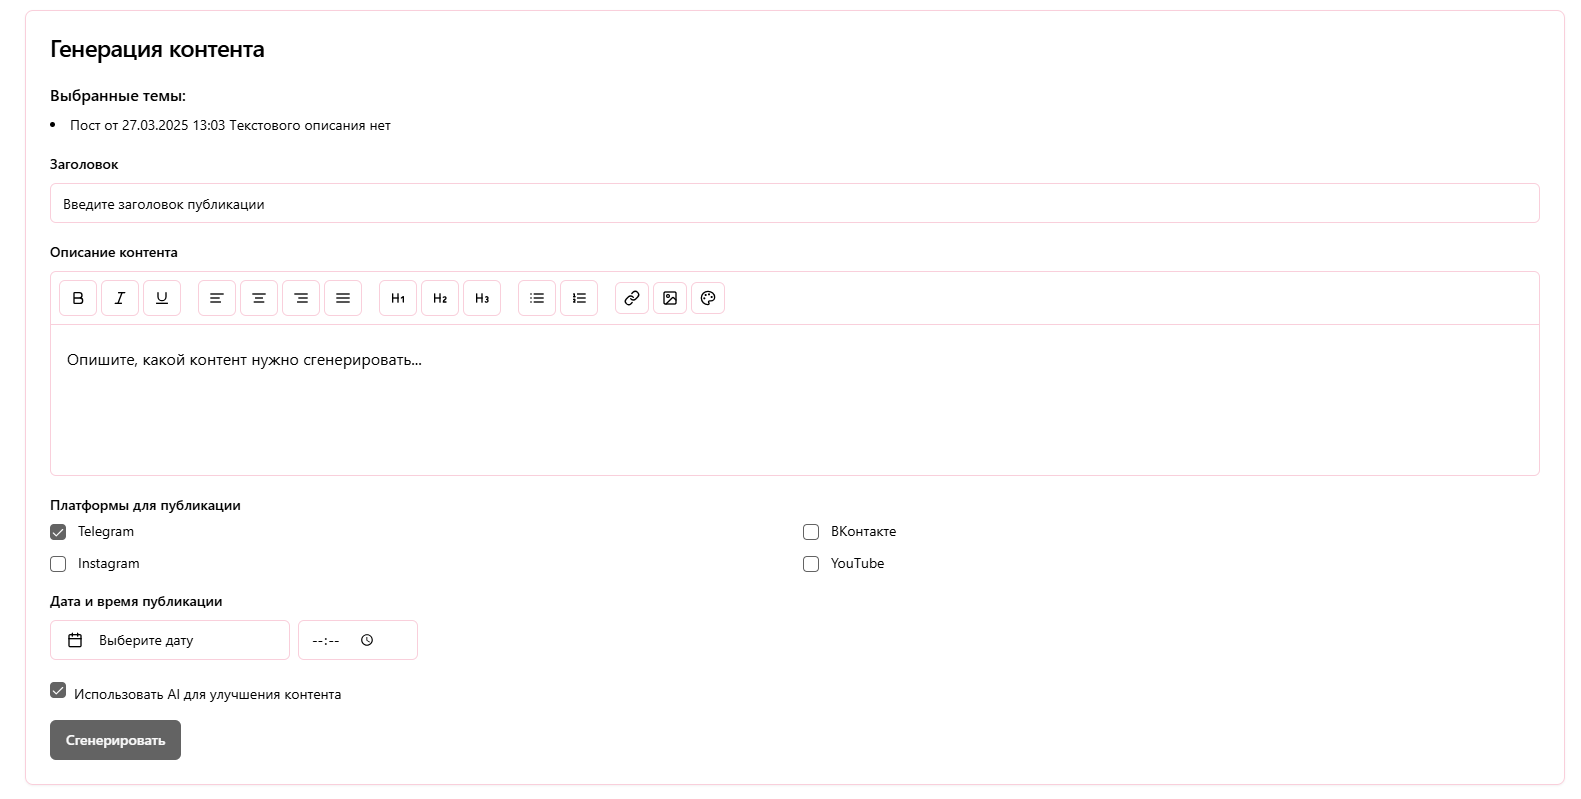 Генерация контента
Выбранные темы:
• Пост от 27.03.2025 13:03 Текстового описания нет
Заголовок
Введите заголовок публикации
Описание контента
B I U H1 H2 H3
Опишите, какой контент нужно сгенерировать...
Платформы для публикации
Telegram ВКонтакте
Instagram YouTube
Дата и время публикации
Выберите дату --:--
Использовать AI для улучшения контента
Сгенерировать